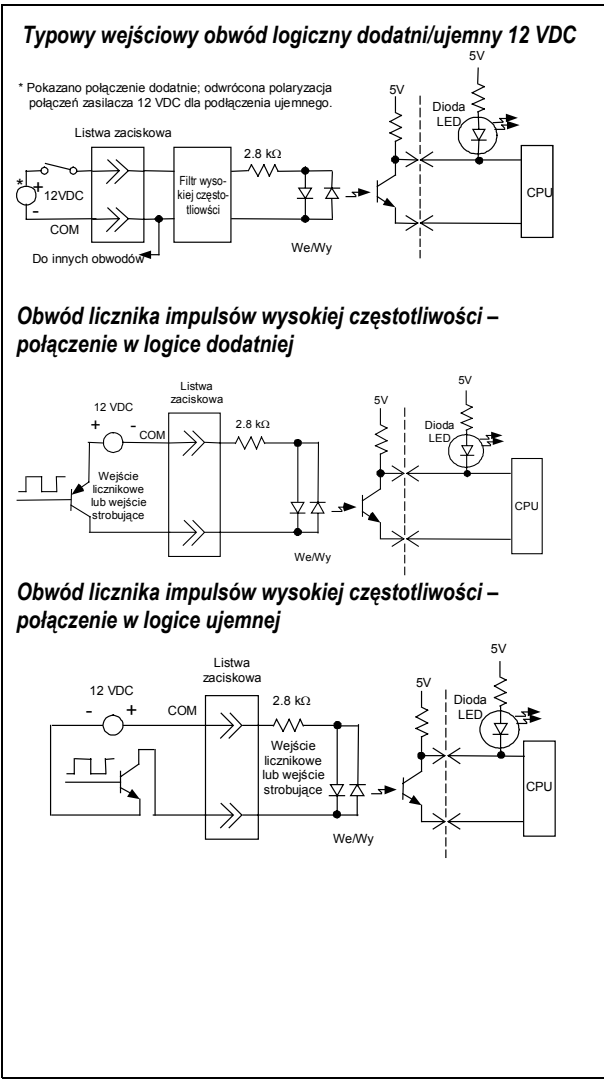 Typowy wejściowy obwód logiczny dodatni/ujemny 12 VDC
5V
* Pokazano połączenie dodatnie; odwrócona polaryzacja
połączeń zasilacza 12 VDC dla podłączenia ujemnego.
5V
Dioda
LED
Listwa zaciskowa
2.8 kΩ
Filtr wyso-
kiej często-
tliowści
*
+
12VDC
-
CPU
COM
We/Wy
Do innych obwodów
Obwód licznika impulsów wysokiej częstotliwości –
połączenie w logice dodatniej
Listwa
zaciskowa
5V
5V
12 VDC
+ -
COM
2.8 kΩ
Dioda
LED
Wejście
licznikowe
lub wejście
strobujące
CPU
We/Wy
Obwód licznika impulsów wysokiej częstotliwości –
połączenie w logice ujemnej
5V
Listwa
zaciskowa
5V
12 VDC
- +
COM
2.8 kΩ
Dioda
LED
Wejście
licznikowe
lub wejście
strobujące
CPU
We/Wy